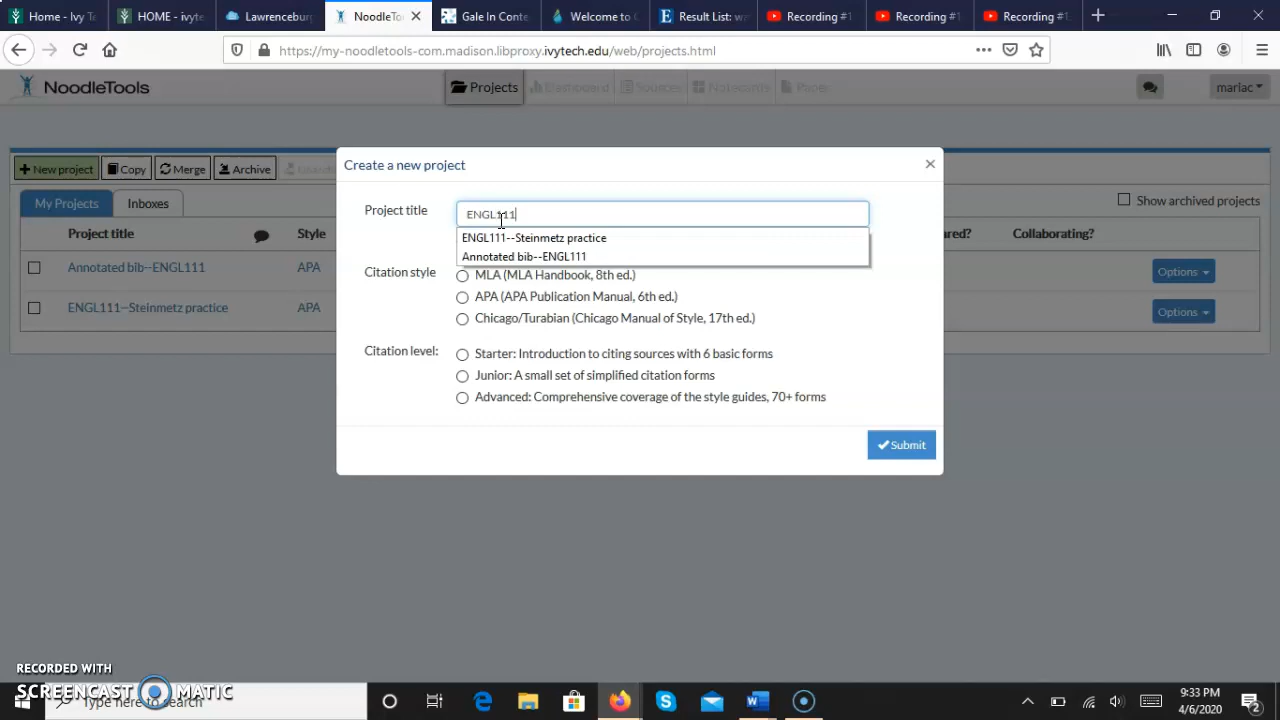 Home - Ivy Te
HOME - ivyte
Lawrenceburg
NoodleTo
Gale In Conte
Welcome to C
Result List: w
Recording #1
Recording #1
Recording #1
https://my-noodletools-com.madison.libproxy.ivytech.edu/web/projects.html
NoodleTools
Projects
Dashboard
Sources
Notecards
Paper
mariac
New project
Copy
Merge
Archive
My Projects
Inboxes
Show archived projects
Project title
Style
ared?
Collaborating?
Annotated bib--ENGL111
APA
Options
ENGL111--Steinmetz practice
APA
Options
Create a new project
Project title
ENGL111
ENGL111--Steinmetz practice
Annotated bib--ENGL111
Citation style
MLA (MLA Handbook, 8th ed.)
APA (APA Publication Manual, 6th ed.)
Chicago/Turabian (Chicago Manual of Style, 17th ed.)
Citation level:
Starter: Introduction to citing sources with 6 basic forms
Junior: A small set of simplified citation forms
Advanced: Comprehensive coverage of the style guides, 70+ forms
Submit
RECORDED WITH
SCREENCAST MATIC
Type here to search
9:33 PM
4/6/2020
2